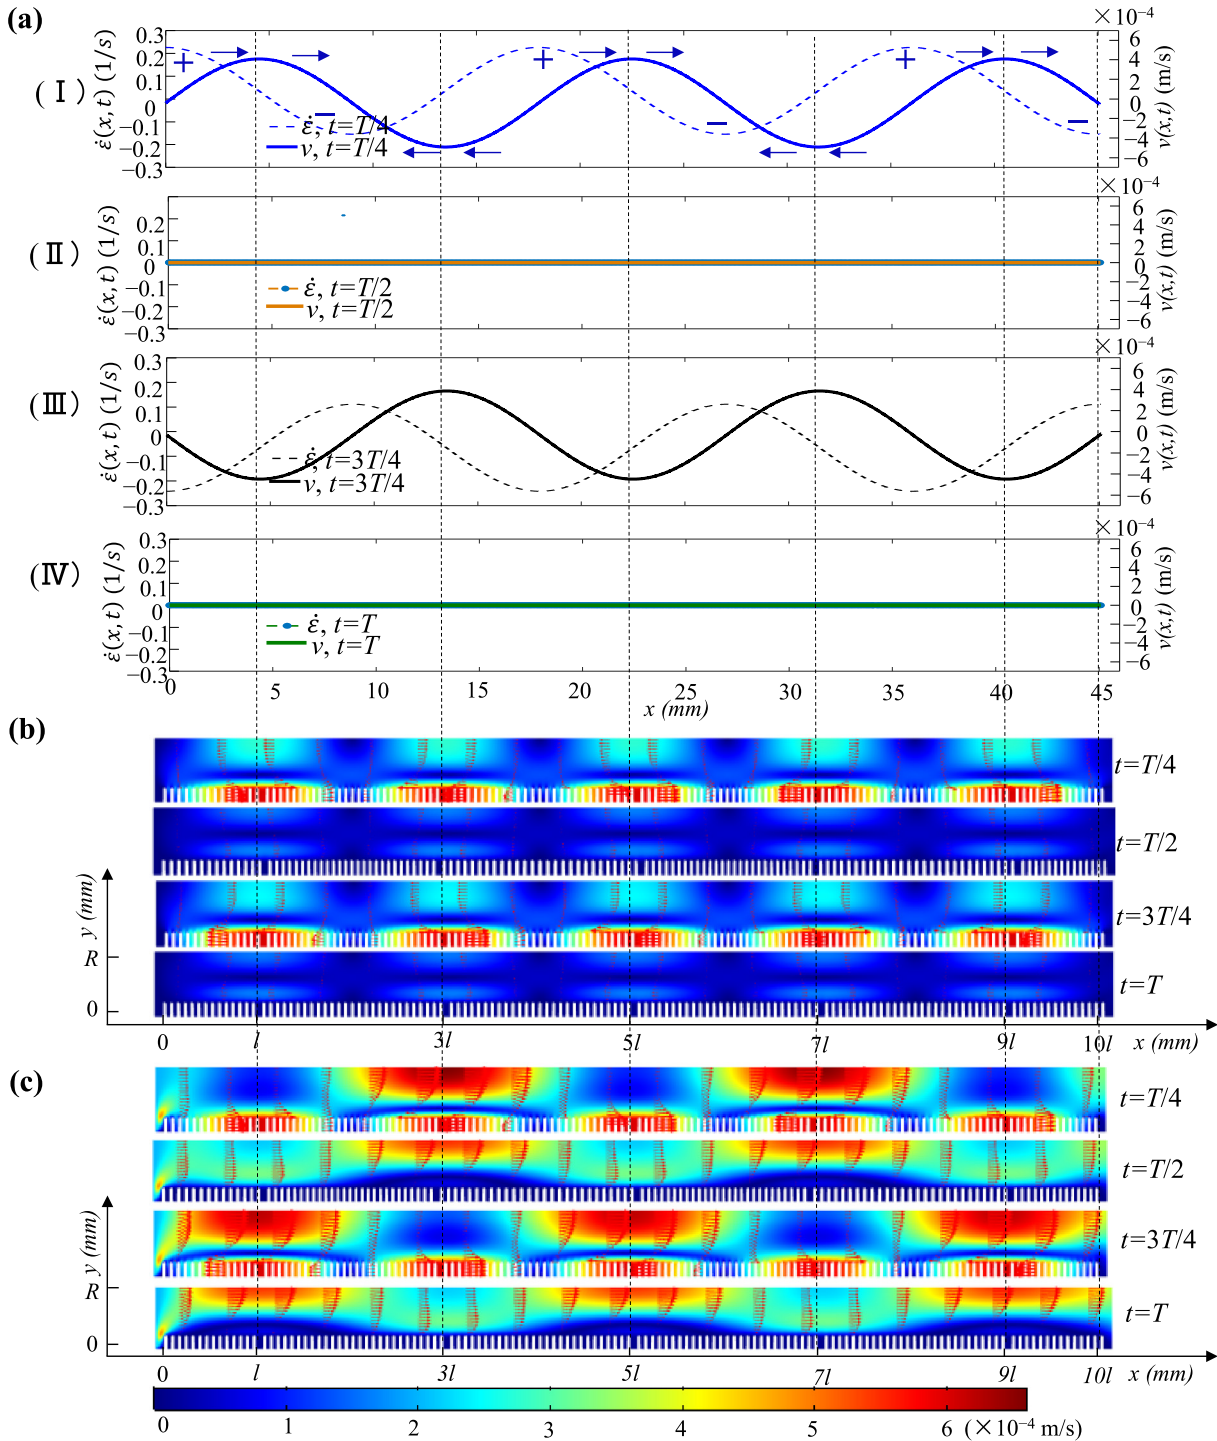 (a)
×10⁻⁴
(Ⅰ)
ε̇(x,t) (1/s)
0.3
0.2
0.1
0
−0.1
−0.2
−0.3
+
+
+
−
−
−
ε̇, t=T/4
v, t=T/4
6
4
2
0
−2
−4
−6
v(x,t) (m/s)
×10⁻⁴
(Ⅱ)
ε̇(x,t) (1/s)
0.2
0.1
0
−0.1
−0.2
−0.3
ε̇, t=T/2
v, t=T/2
6
4
2
0
−2
−4
−6
v(x,t) (m/s)
×10⁻⁴
(Ⅲ)
ε̇(x,t) (1/s)
0.3
0.2
0.1
0
−0.1
−0.2
−0.3
ε̇, t=3T/4
v, t=3T/4
6
4
2
0
−2
−4
−6
v(x,t) (m/s)
×10⁻⁴
(Ⅳ)
ε̇(x,t) (1/s)
0.3
0.2
0.1
0
−0.1
−0.2
−0.3
ε̇, t=T
v, t=T
6
4
2
0
−2
−4
−6
v(x,t) (m/s)
0 5 10 15 20 25 30 35 40 45
x (mm)
(b)
t=T/4
t=T/2
t=3T/4
t=T
y (mm)
R
0
0 l 3l 5l 7l 9l 10l x (mm)
(c)
t=T/4
t=T/2
t=3T/4
t=T
y (mm)
R
0
0 l 3l 5l 7l 9l 10l x (mm)
0 1 2 3 4 5 6 (×10⁻⁴ m/s)